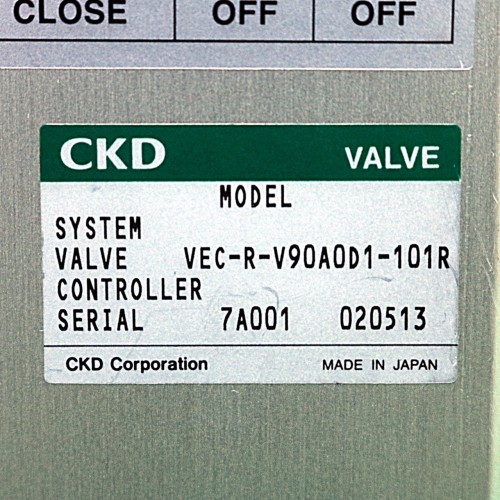 CLOSE OFF OFF
CKD VALVE
MODEL
SYSTEM
VALVE VEC-R-V90A0D1-101R
CONTROLLER
SERIAL 7A001 020513
CKD Corporation MADE IN JAPAN